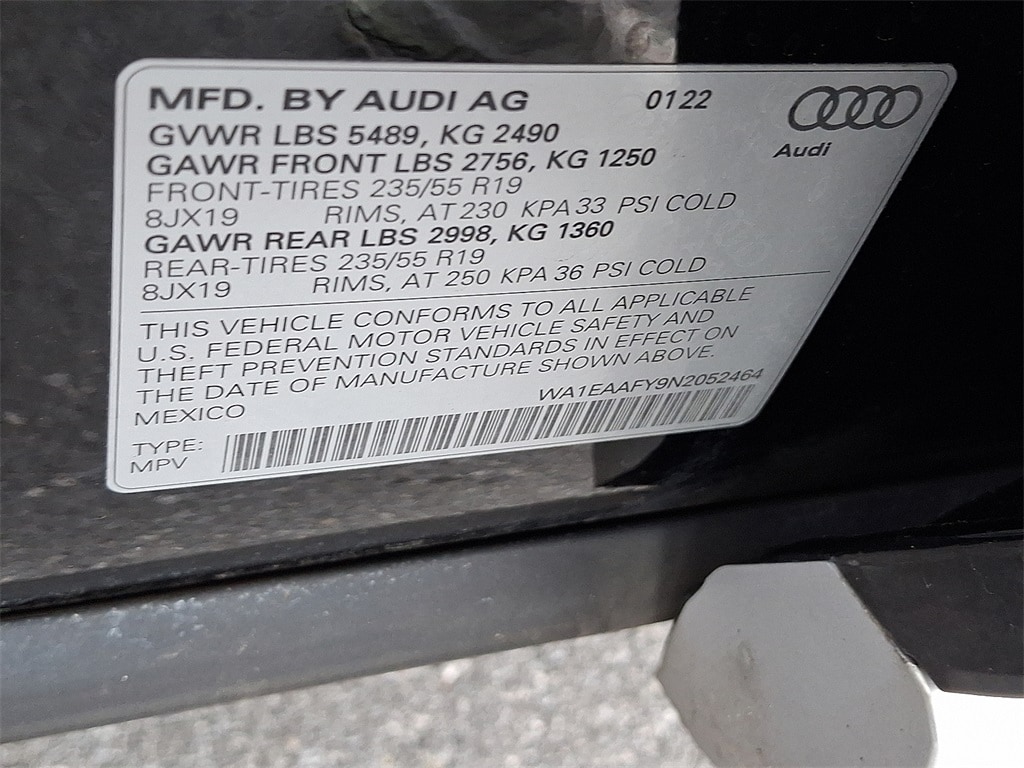 MFD. BY AUDI AG 0122
GVWR LBS 5489, KG 2490
GAWR FRONT LBS 2756, KG 1250
FRONT-TIRES 235/55 R19
8JX19 RIMS, AT 230 KPA 33 PSI COLD
GAWR REAR LBS 2998, KG 1360
REAR-TIRES 235/55 R19
8JX19 RIMS, AT 250 KPA 36 PSI COLD
Audi
THIS VEHICLE CONFORMS TO ALL APPLICABLE
U.S. FEDERAL MOTOR VEHICLE SAFETY AND
THEFT PREVENTION STANDARDS IN EFFECT ON
THE DATE OF MANUFACTURE SHOWN ABOVE.
MEXICO WA1EAAFY9N2052464
TYPE:
MPV